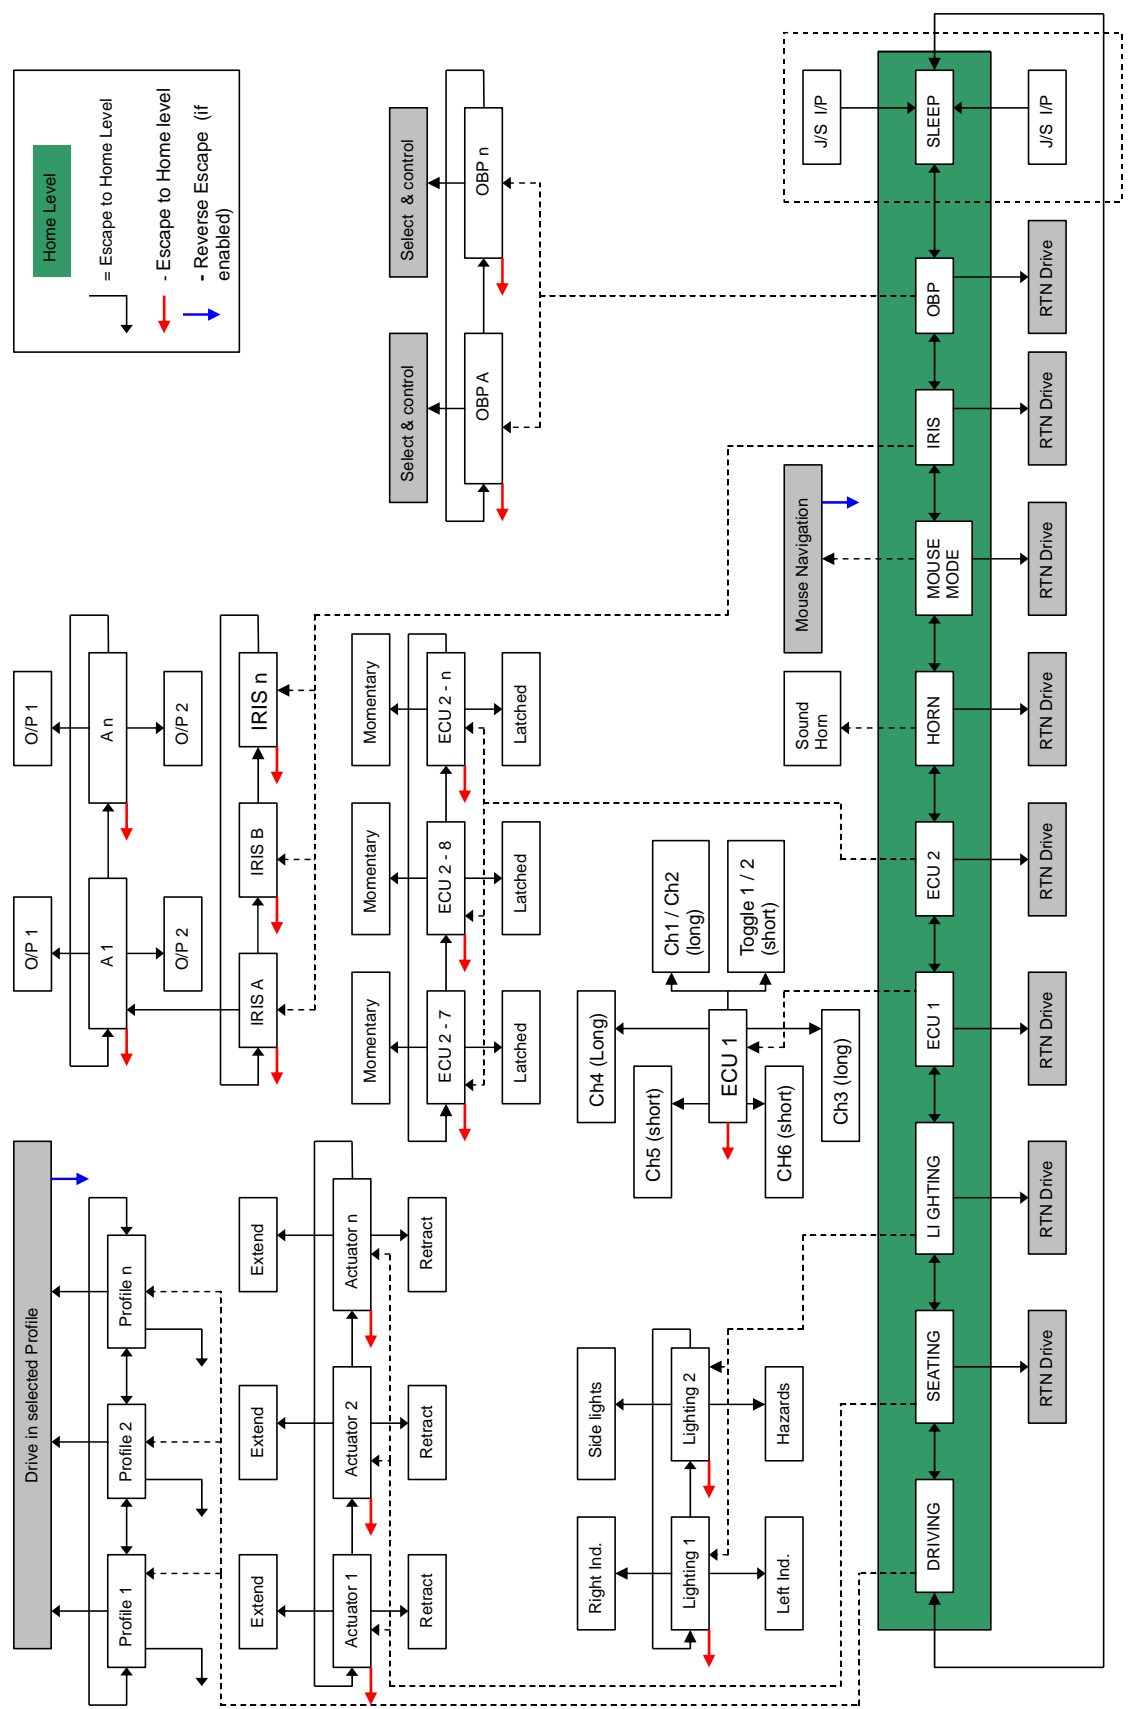 Drive in selected Profile
Profile 1
Profile 2
Profile n
Extend
Extend
Extend
Actuator 1
Actuator 2
Actuator n
Retract
Retract
Retract
O/P 1
O/P 1
A 1
A n
O/P 2
O/P 2
IRIS A
IRIS B
IRIS n
Momentary
Momentary
Momentary
ECU 2 - 7
ECU 2 - 8
ECU 2 - n
Latched
Latched
Latched
Home Level
= Escape to Home Level
- Escape to Home level
- Reverse Escape (if
enabled)
Select & control
Select & control
OBP A
OBP n
Right Ind.
Side lights
Lighting 1
Lighting 2
Left Ind.
Hazards
Ch4 (Long)
Ch5 (short)
Ch1 / Ch2
(long)
ECU 1
Toggle 1 / 2
(short)
CH6 (short)
Ch3 (long)
Sound
Horn
Mouse Navigation
J/S I/P
DRIVING
SEATING
LI GHTING
ECU 1
ECU 2
HORN
MOUSE
MODE
IRIS
OBP
SLEEP
RTN Drive
RTN Drive
RTN Drive
RTN Drive
RTN Drive
RTN Drive
RTN Drive
RTN Drive
J/S I/P